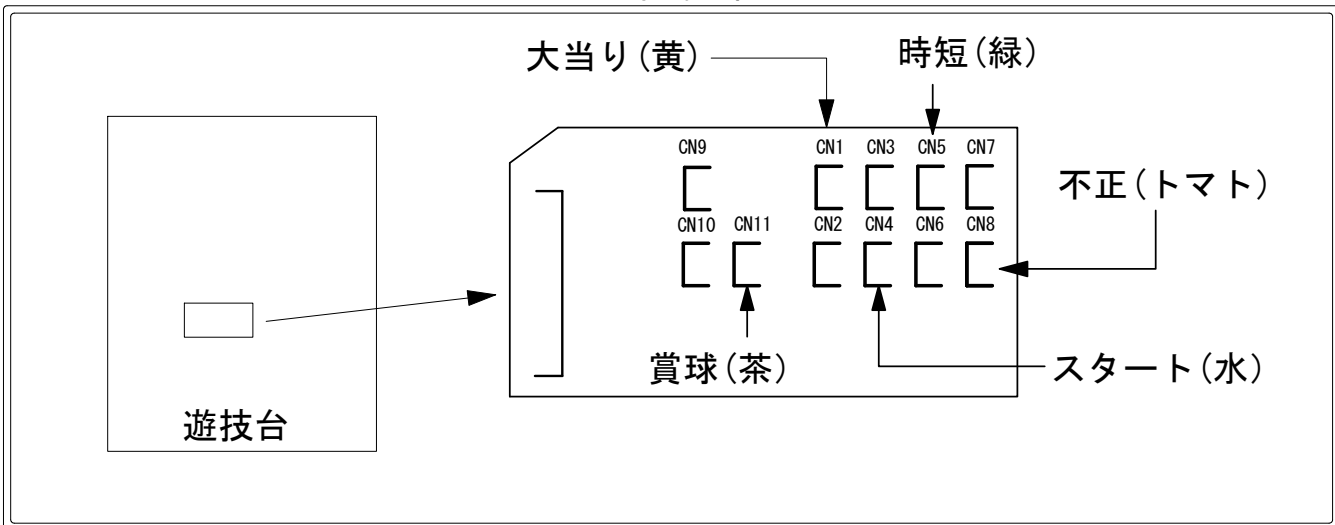 大当り(黄)
時短(緑)
CN9
CN1
CN3
CN5
CN7
不正(トマト)
CN10
CN11
CN2
CN4
CN6
CN8
賞球(茶)
スタート(水)
遊技台